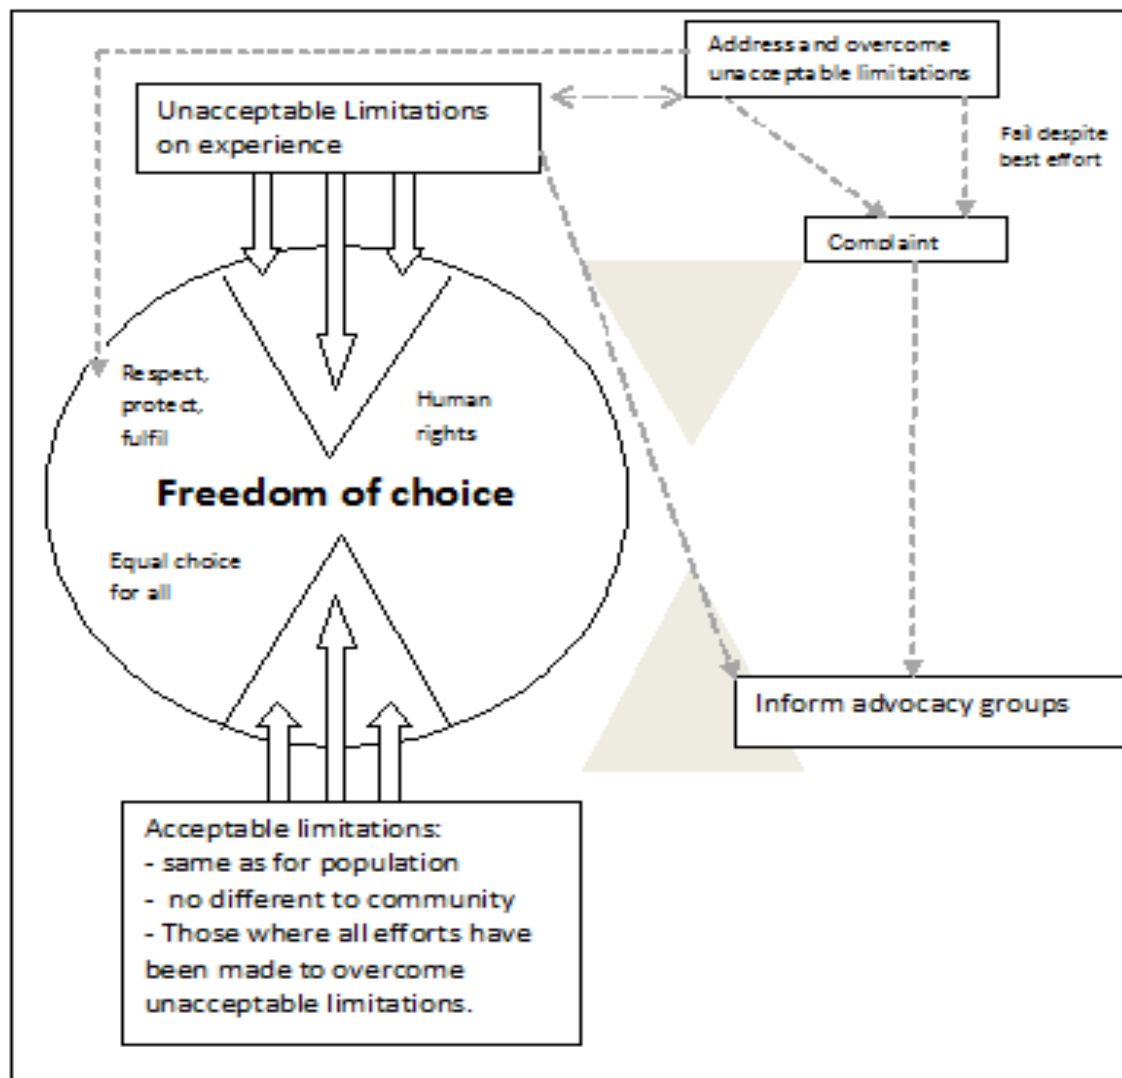 Address and overcome
unacceptable limitations
Unacceptable Limitations
on experience
Fail despite
best effort
Complaint
Respect,
protect,
fulfil
Human
rights
Freedom of choice
Equal choice
for all
Inform advocacy groups
Acceptable limitations:
- same as for population
- no different to community
- Those where all efforts have
been made to overcome
unacceptable limitations.